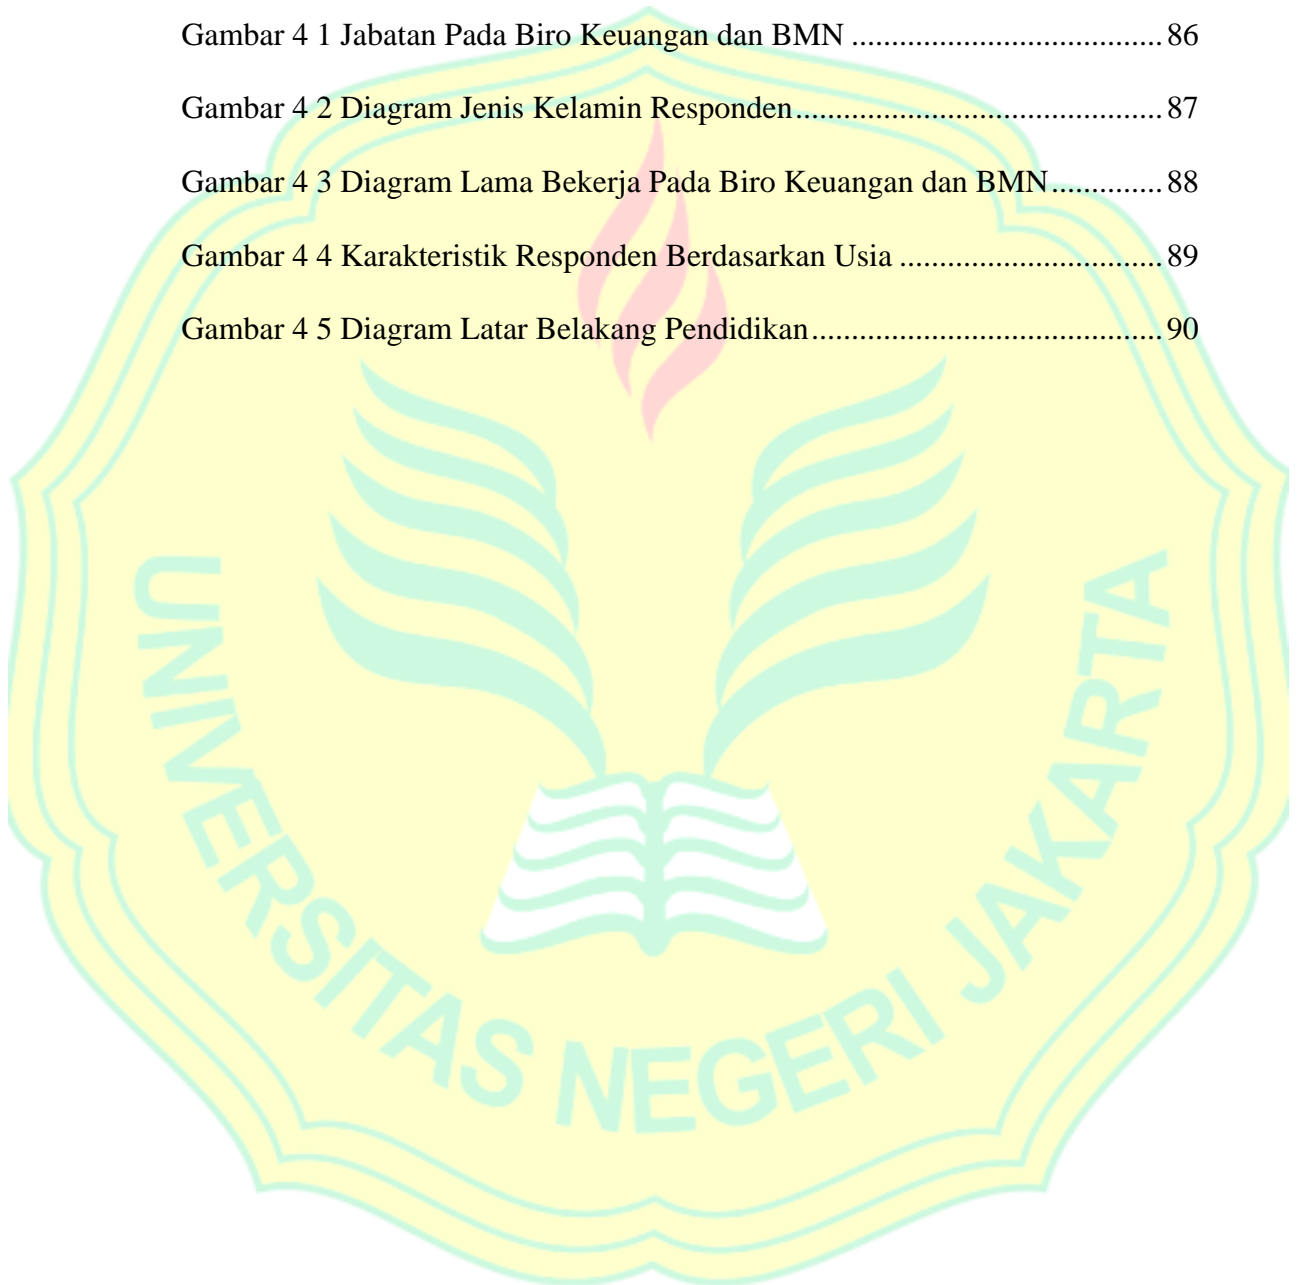 Gambar 4 1 Jabatan Pada Biro Keuangan dan BMN ....................................... 86
Gambar 4 2 Diagram Jenis Kelamin Responden.............................................. 87
Gambar 4 3 Diagram Lama Bekerja Pada Biro Keuangan dan BMN.............. 88
Gambar 4 4 Karakteristik Responden Berdasarkan Usia ................................. 89
Gambar 4 5 Diagram Latar Belakang Pendidikan............................................ 90
UNIVERSITAS NEGERI JAKARTA